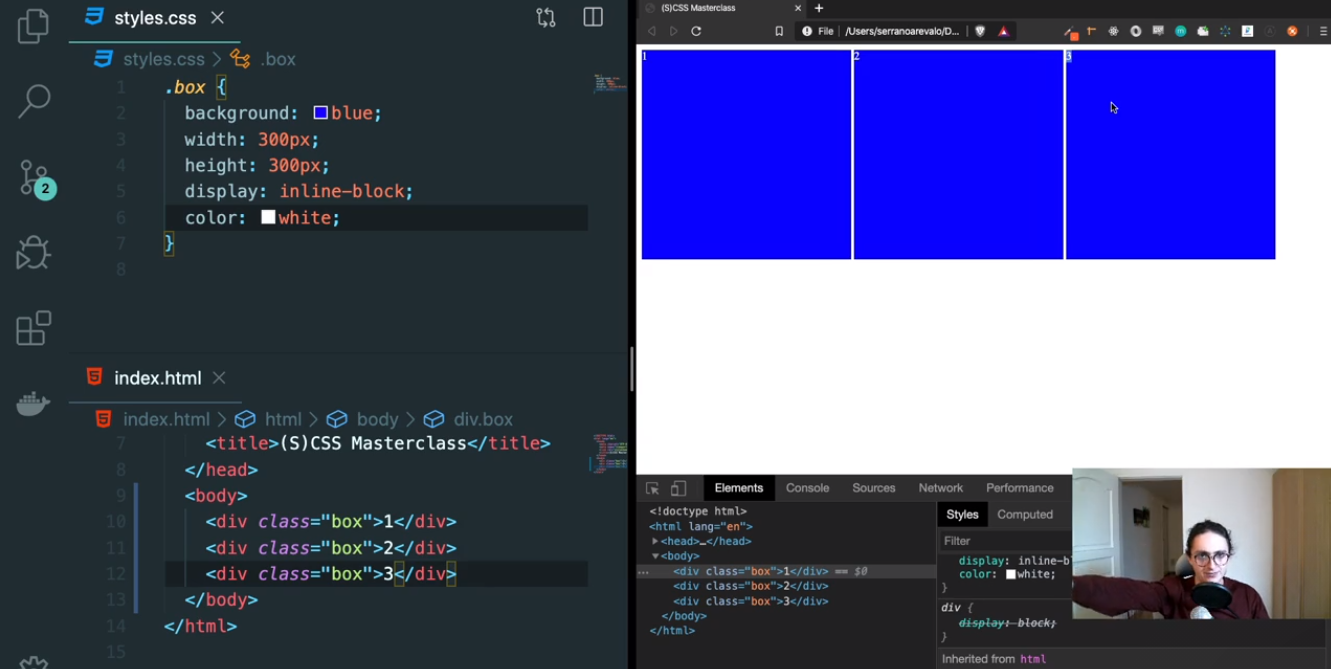 styles.css
styles.css > .box
1 .box {
2 background: blue;
3 width: 300px;
4 height: 300px;
5 display: inline-block;
6 color: white;
7 }
8
2
index.html
index.html > html > body > div.box
7 <title>(S)CSS Masterclass</title>
8 </head>
9 <body>
10 <div class="box">1</div>
11 <div class="box">2</div>
12 <div class="box">3</div>
13 </body>
14 </html>
15
(S)CSS Masterclass
File | /Users/serranoarevalo/D...
1 2 3
Elements Console Sources Network Performance
<!doctype html>
<html lang="en">
<head>…</head>
<body>
<div class="box">1</div> == $0
<div class="box">2</div>
<div class="box">3</div>
</body>
</html>
Styles Computed
Filter
display: inline-bl
color: white;
}
div {
display: block;
}
Inherited from html